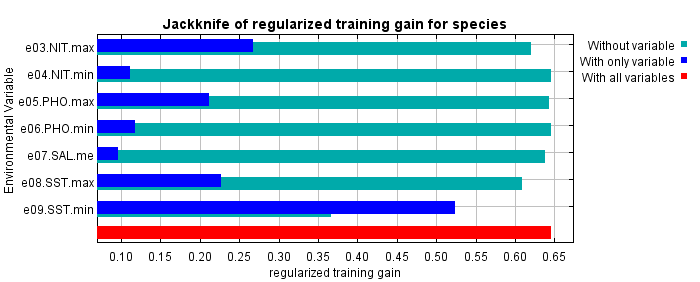 Jackknife of regularized training gain for species
Environmental Variable
e03.NIT.max
e04.NIT.min
e05.PHO.max
e06.PHO.min
e07.SAL.me
e08.SST.max
e09.SST.min
0.10 0.15 0.20 0.25 0.30 0.35 0.40 0.45 0.50 0.55 0.60 0.65
regularized training gain
Without variable
With only variable
With all variables